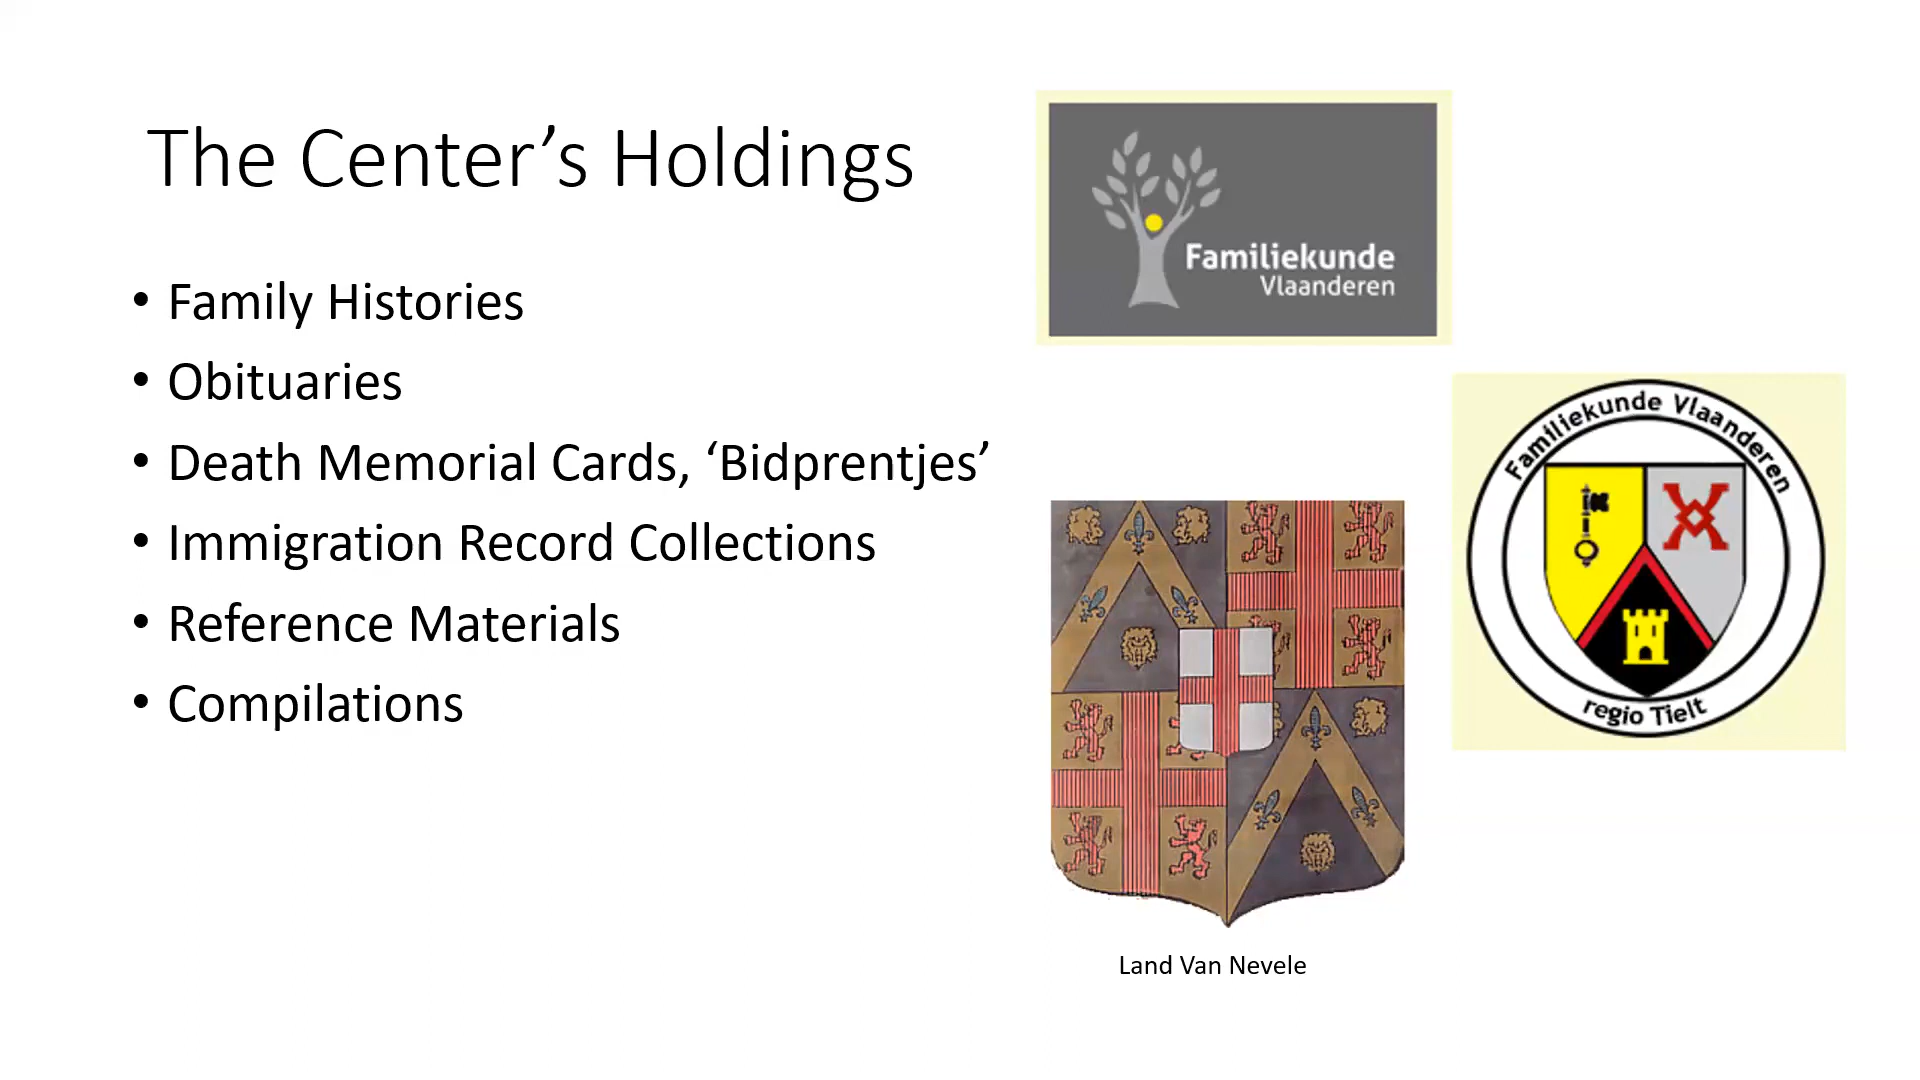 The Center’s Holdings
• Family Histories
• Obituaries
• Death Memorial Cards, ‘Bidprentjes’
• Immigration Record Collections
• Reference Materials
• Compilations
Familiekunde
Vlaanderen
Familiekunde Vlaanderen
regio Tielt
Land Van Nevele